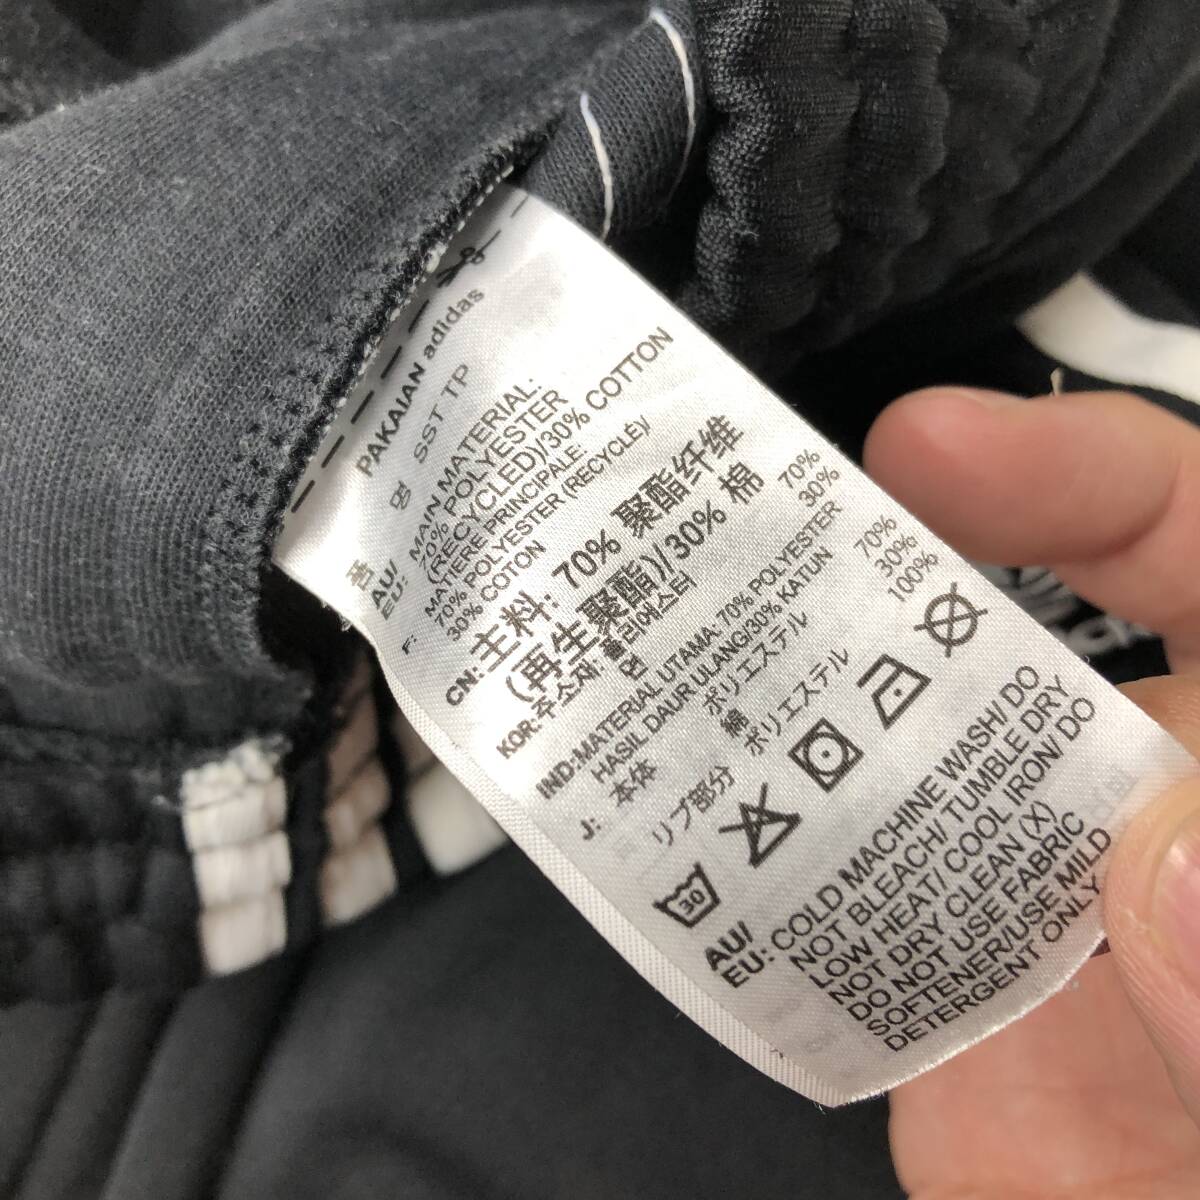 PAKAIAN adidas
품 명 SST TP
AU/
EU: MAIN MATERIAL:
70% POLYESTER
(RECYCLED)/30% COTTON
F: MATIERE PRINCIPALE:
70% POLYESTER (RECYCLÉ)/
30% COTON
CN: 主料: 70% 聚酯纤维
(再生聚酯)/30% 棉
KOR: 주소재: 폴리에스터 70%
면 30%
IND: MATERIAL UTAMA: 70% POLYESTER
HASIL DAUR ULANG/30% KATUN
J: 本体 ポリエステル 70%
綿 30%
リブ部分 ポリエステル 100%
30
AU/
EU: COLD MACHINE WASH/ DO
NOT BLEACH/ TUMBLE DRY
LOW HEAT/ COOL IRON/ DO
NOT DRY CLEAN (X)
DO NOT USE FABRIC
SOFTENER/USE MILD
DETERGENT ONLY